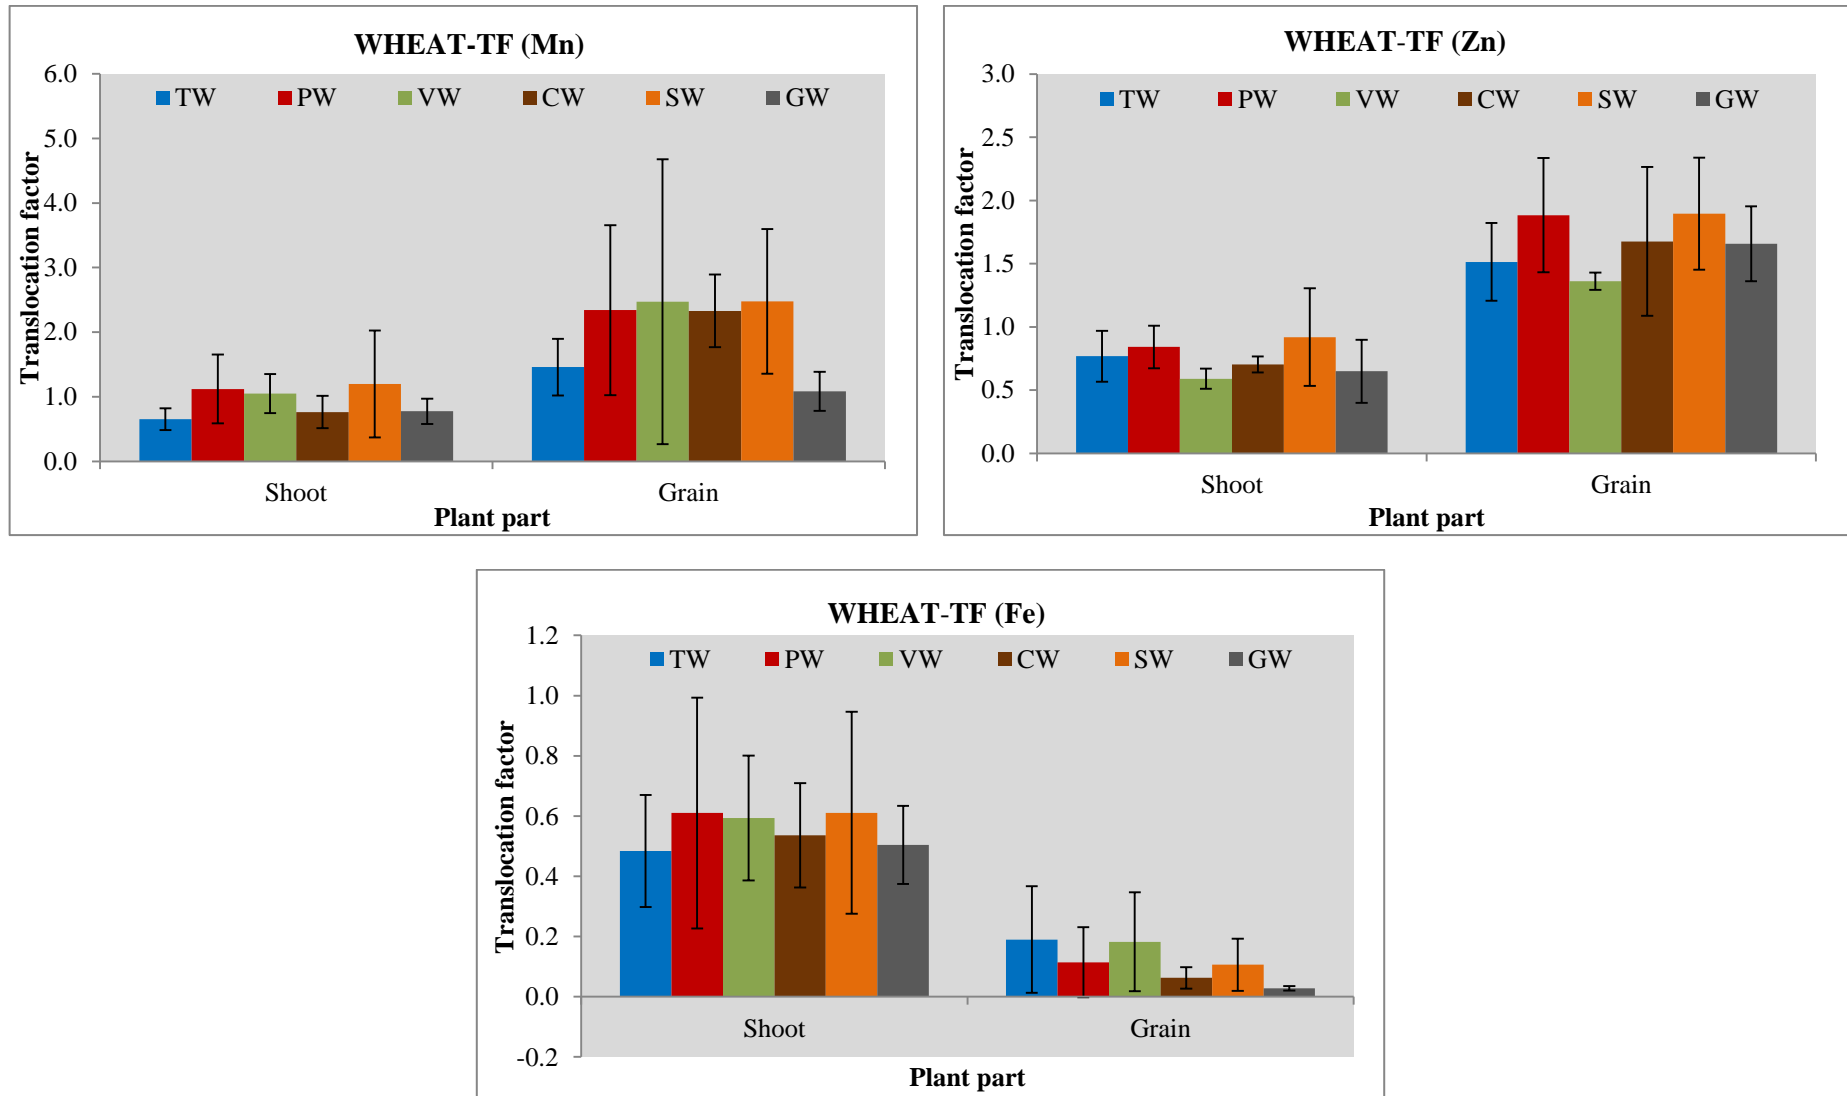 WHEAT-TF (Mn)
6.0
5.0
4.0
3.0
2.0
1.0
0.0
TW PW VW CW SW GW
Translocation factor
Shoot Grain
Plant part
WHEAT-TF (Zn)
3.0
2.5
2.0
1.5
1.0
0.5
0.0
TW PW VW CW SW GW
Translocation factor
Shoot Grain
Plant part
WHEAT-TF (Fe)
1.2
1.0
0.8
0.6
0.4
0.2
0.0
-0.2
TW PW VW CW SW GW
Translocation factor
Shoot Grain
Plant part